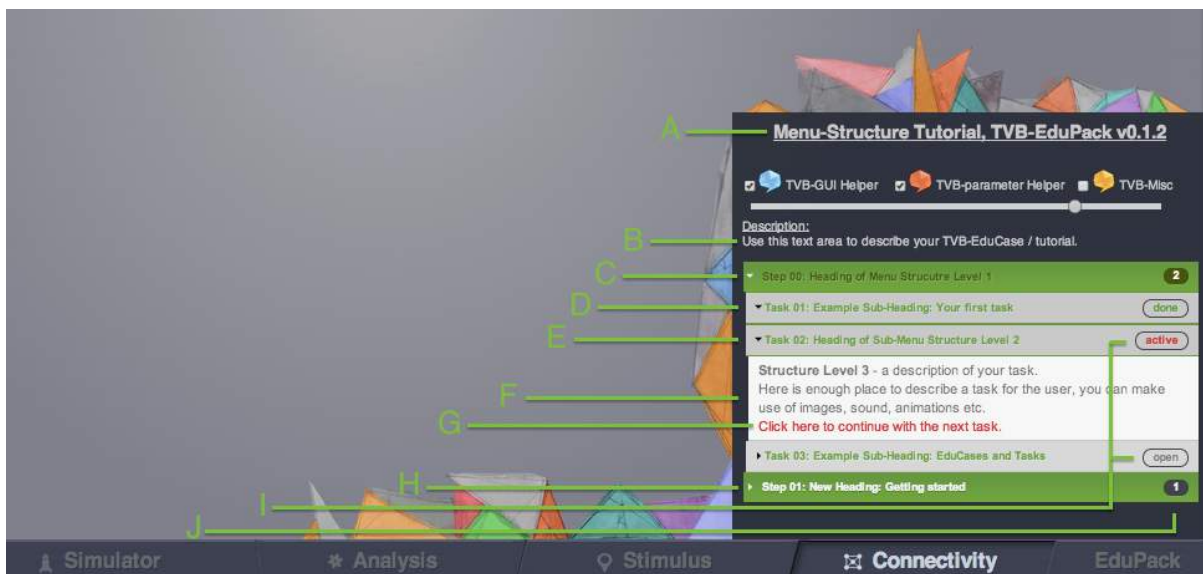 A
Menu-Structure Tutorial, TVB-EduPack v0.1.2
TVB-GUI Helper TVB-parameter Helper TVB-Misc
Description:
B
Use this text area to describe your TVB-EduCase / tutorial.
C
Step 00: Heading of Menu Strucutre Level 1 2
D
Task 01: Example Sub-Heading: Your first task done
E
Task 02: Heading of Sub-Menu Structure Level 2 active
Structure Level 3 - a description of your task.
F
Here is enough place to describe a task for the user, you can make
use of images, sound, animations etc.
G
Click here to continue with the next task.
Task 03: Example Sub-Heading: EduCases and Tasks open
H
Step 01: New Heading: Getting started 1
I
J
Simulator Analysis Stimulus Connectivity EduPack